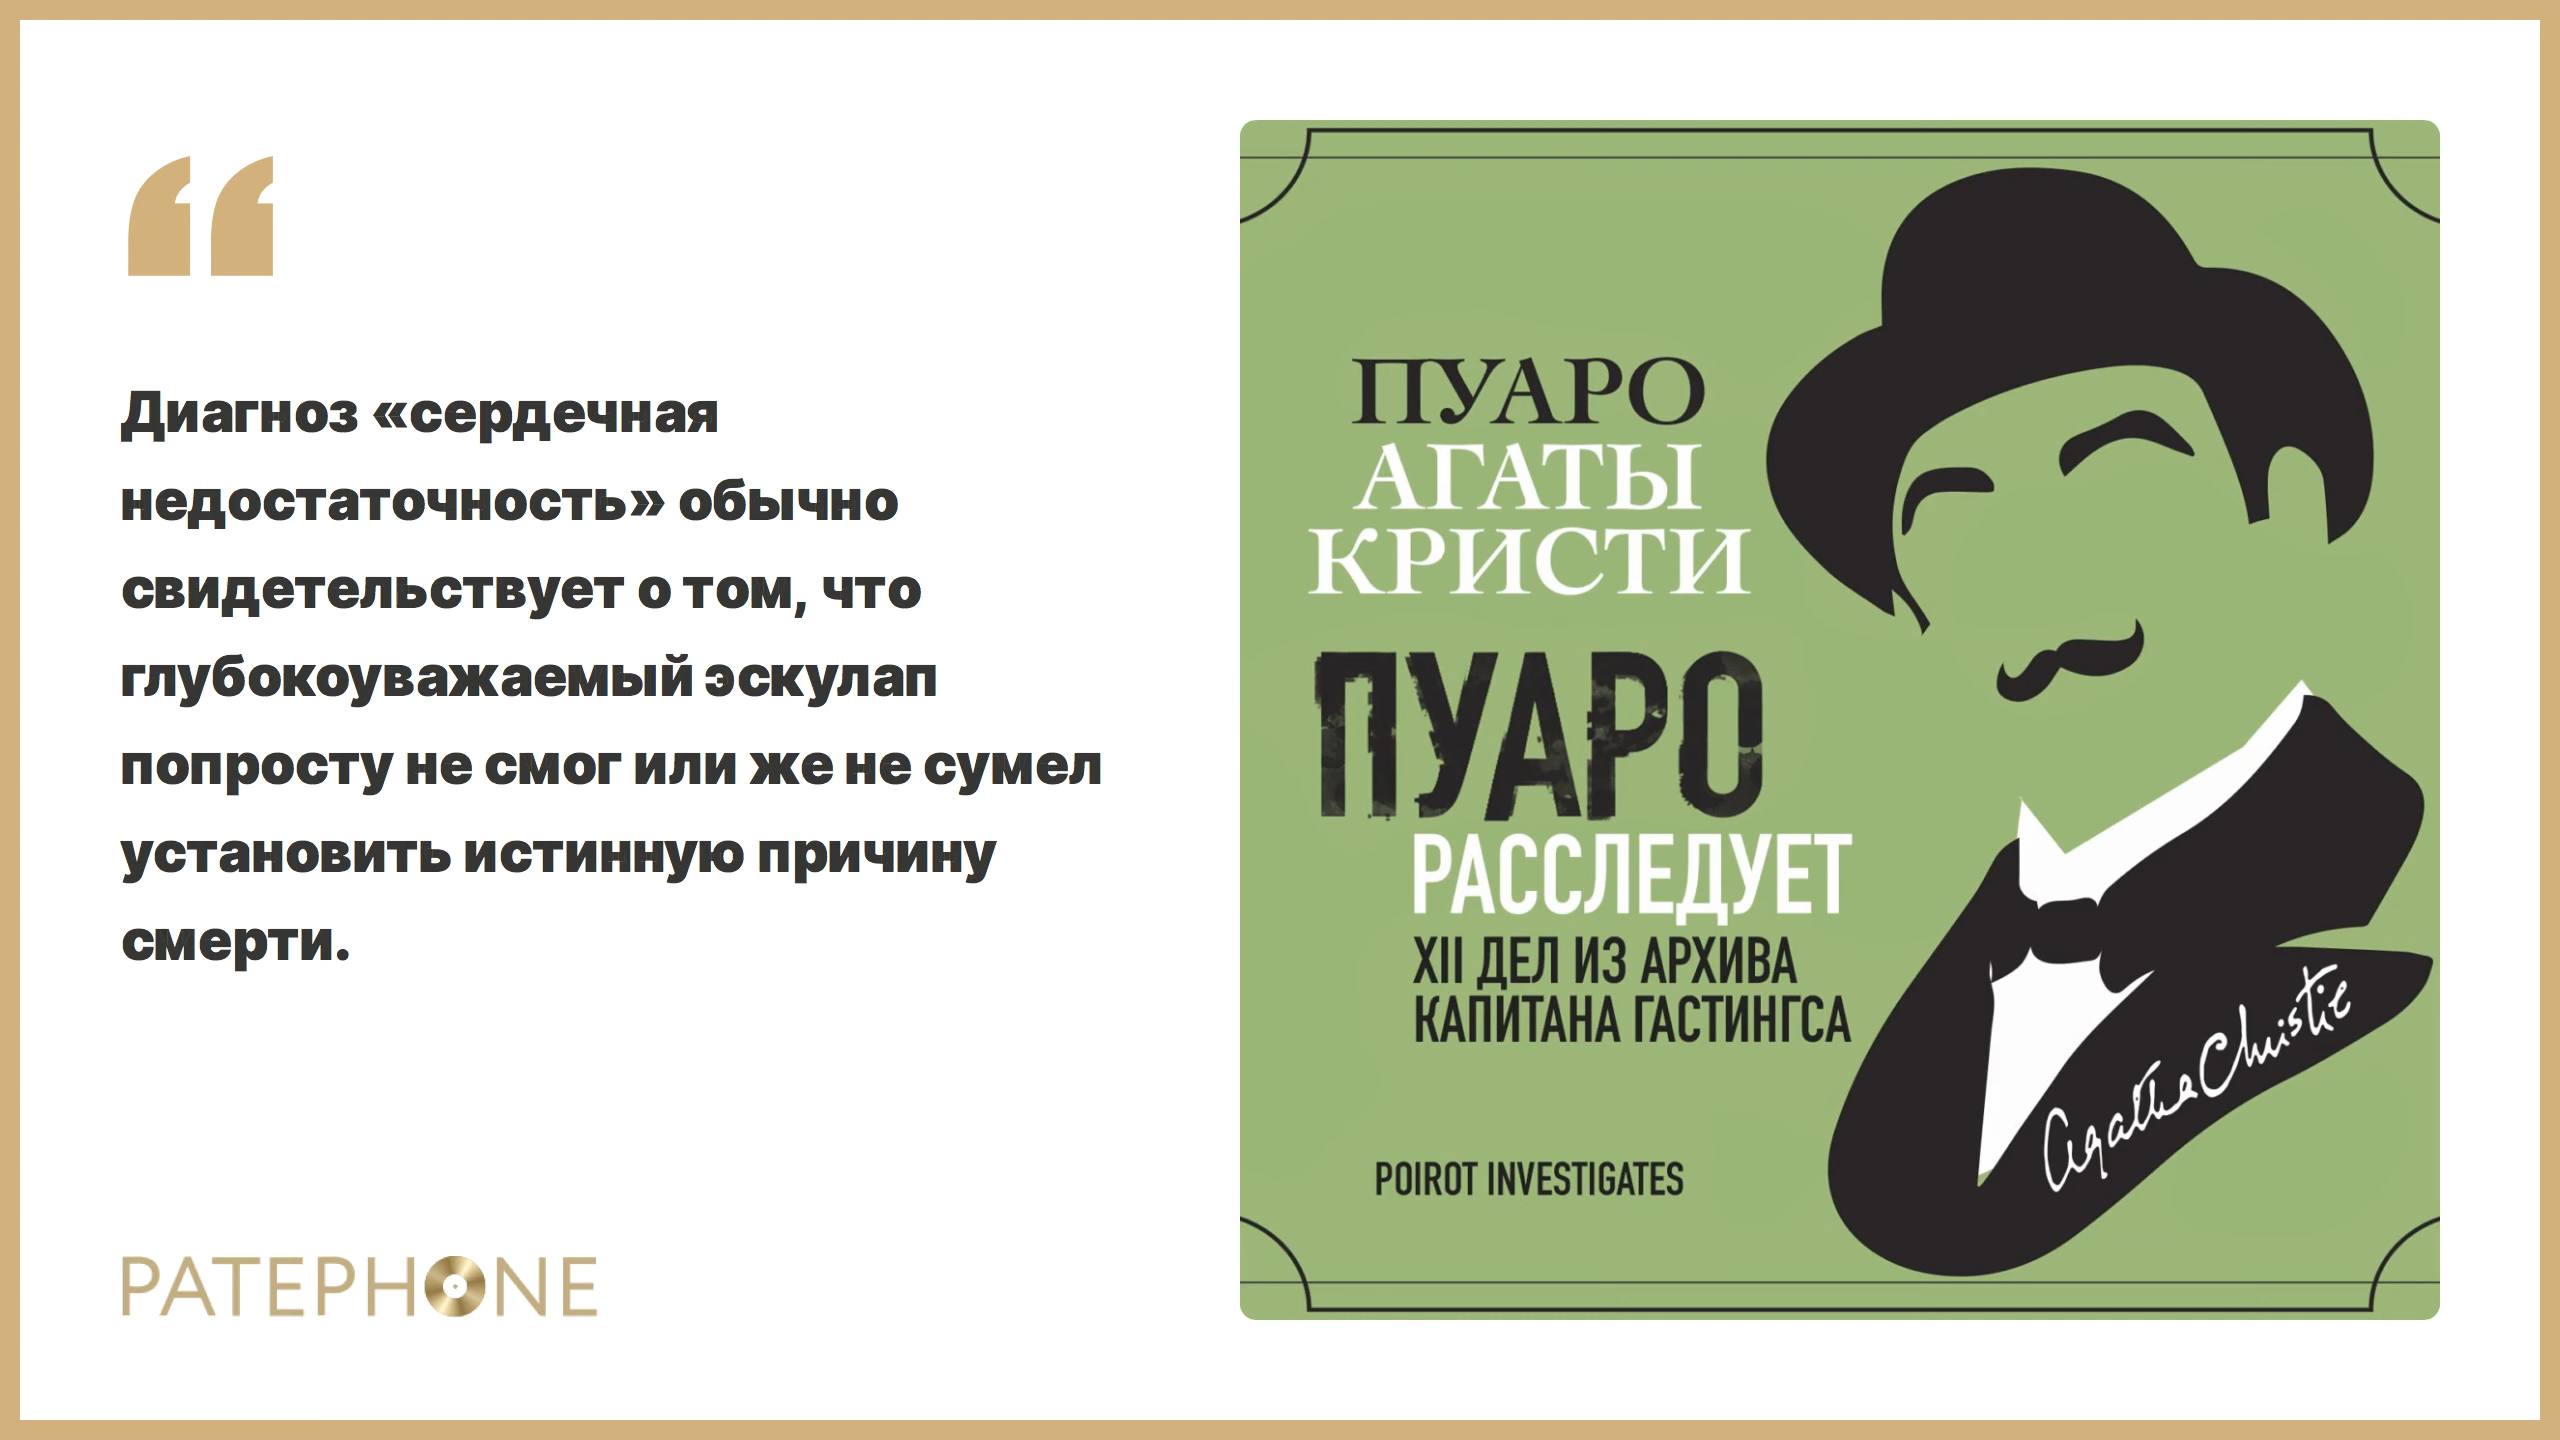 Диагноз «сердечная
недостаточность» обычно
свидетельствует о том, что
глубокоуважаемый эскулап
попросту не смог или же не сумел
установить истинную причину
смерти.
PATEPHONE
ПУАРО
АГАТЫ
КРИСТИ
ПУАРО
РАССЛЕДУЕТ
XII ДЕЛ ИЗ АРХИВА
КАПИТАНА ГАСТИНГСА
POIROT INVESTIGATES
Agatha Christie